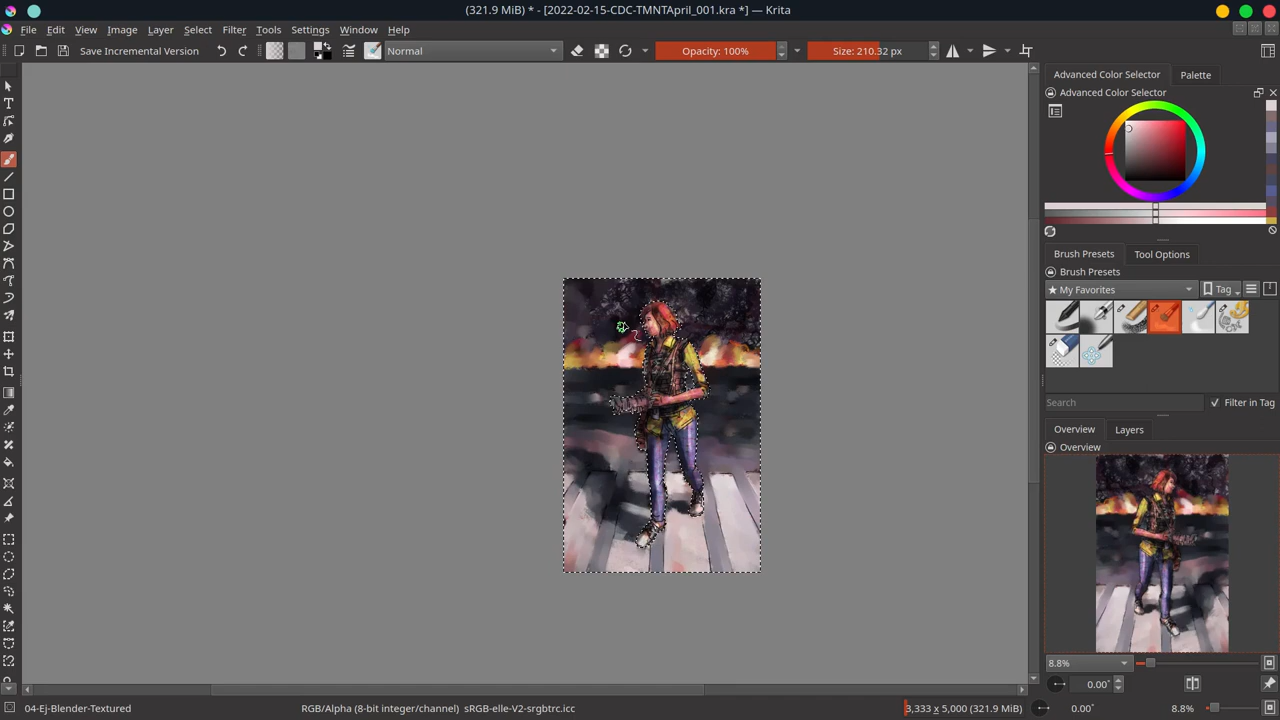 (321.9 MiB) * - [2022-02-15-CDC-TMNTApril_001.kra *] — Krita
File Edit View Image Layer Select Filter Tools Settings Window Help
Save Incremental Version Normal Opacity: 100% Size: 210.32 px
Advanced Color Selector Palette
Advanced Color Selector
Brush Presets Tool Options
Brush Presets
★ My Favorites Tag
Search Filter in Tag
Overview Layers
Overview
8.8%
0.00°
04-Ej-Blender-Textured RGB/Alpha (8-bit integer/channel) sRGB-elle-V2-srgbtrc.icc 3,333 x 5,000 (321.9 MiB) 0.00° 8.8%